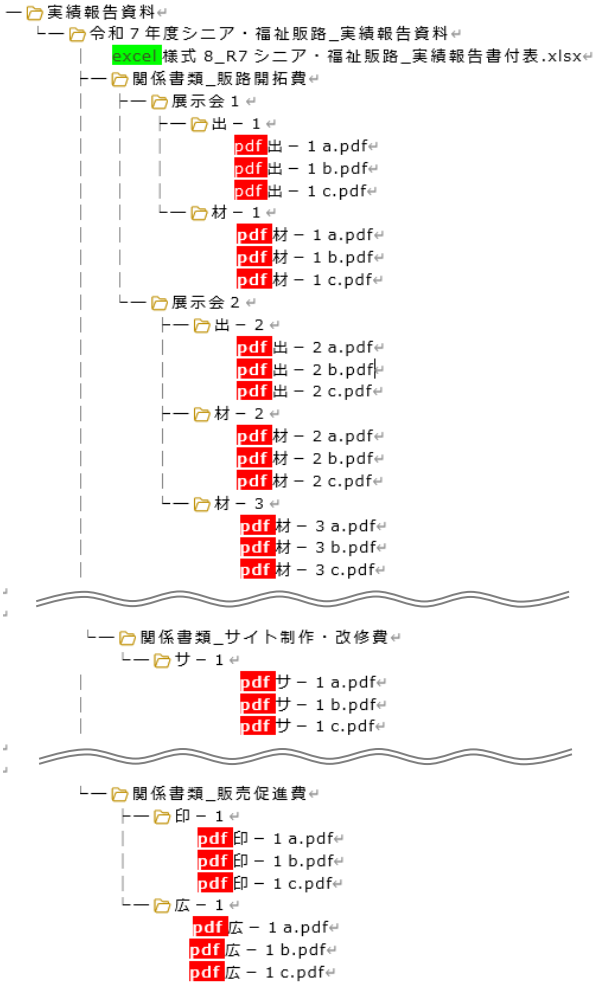 実績報告資料
令和７年度シニア・福祉販路_実績報告資料
excel 様式８_R7シニア・福祉販路_実績報告書付表.xlsx
関係書類_販路開拓費
展示会１
出－１
pdf 出－１a.pdf
pdf 出－１b.pdf
pdf 出－１c.pdf
材－１
pdf 材－１a.pdf
pdf 材－１b.pdf
pdf 材－１c.pdf
展示会２
出－２
pdf 出－２a.pdf
pdf 出－２b.pdf
pdf 出－２c.pdf
材－２
pdf 材－２a.pdf
pdf 材－２b.pdf
pdf 材－２c.pdf
材－３
pdf 材－３a.pdf
pdf 材－３b.pdf
pdf 材－３c.pdf
関係書類_サイト制作・改修費
サ－１
pdf サ－１a.pdf
pdf サ－１b.pdf
pdf サ－１c.pdf
関係書類_販売促進費
印－１
pdf 印－１a.pdf
pdf 印－１b.pdf
pdf 印－１c.pdf
広－１
pdf 広－１a.pdf
pdf 広－１b.pdf
pdf 広－１c.pdf